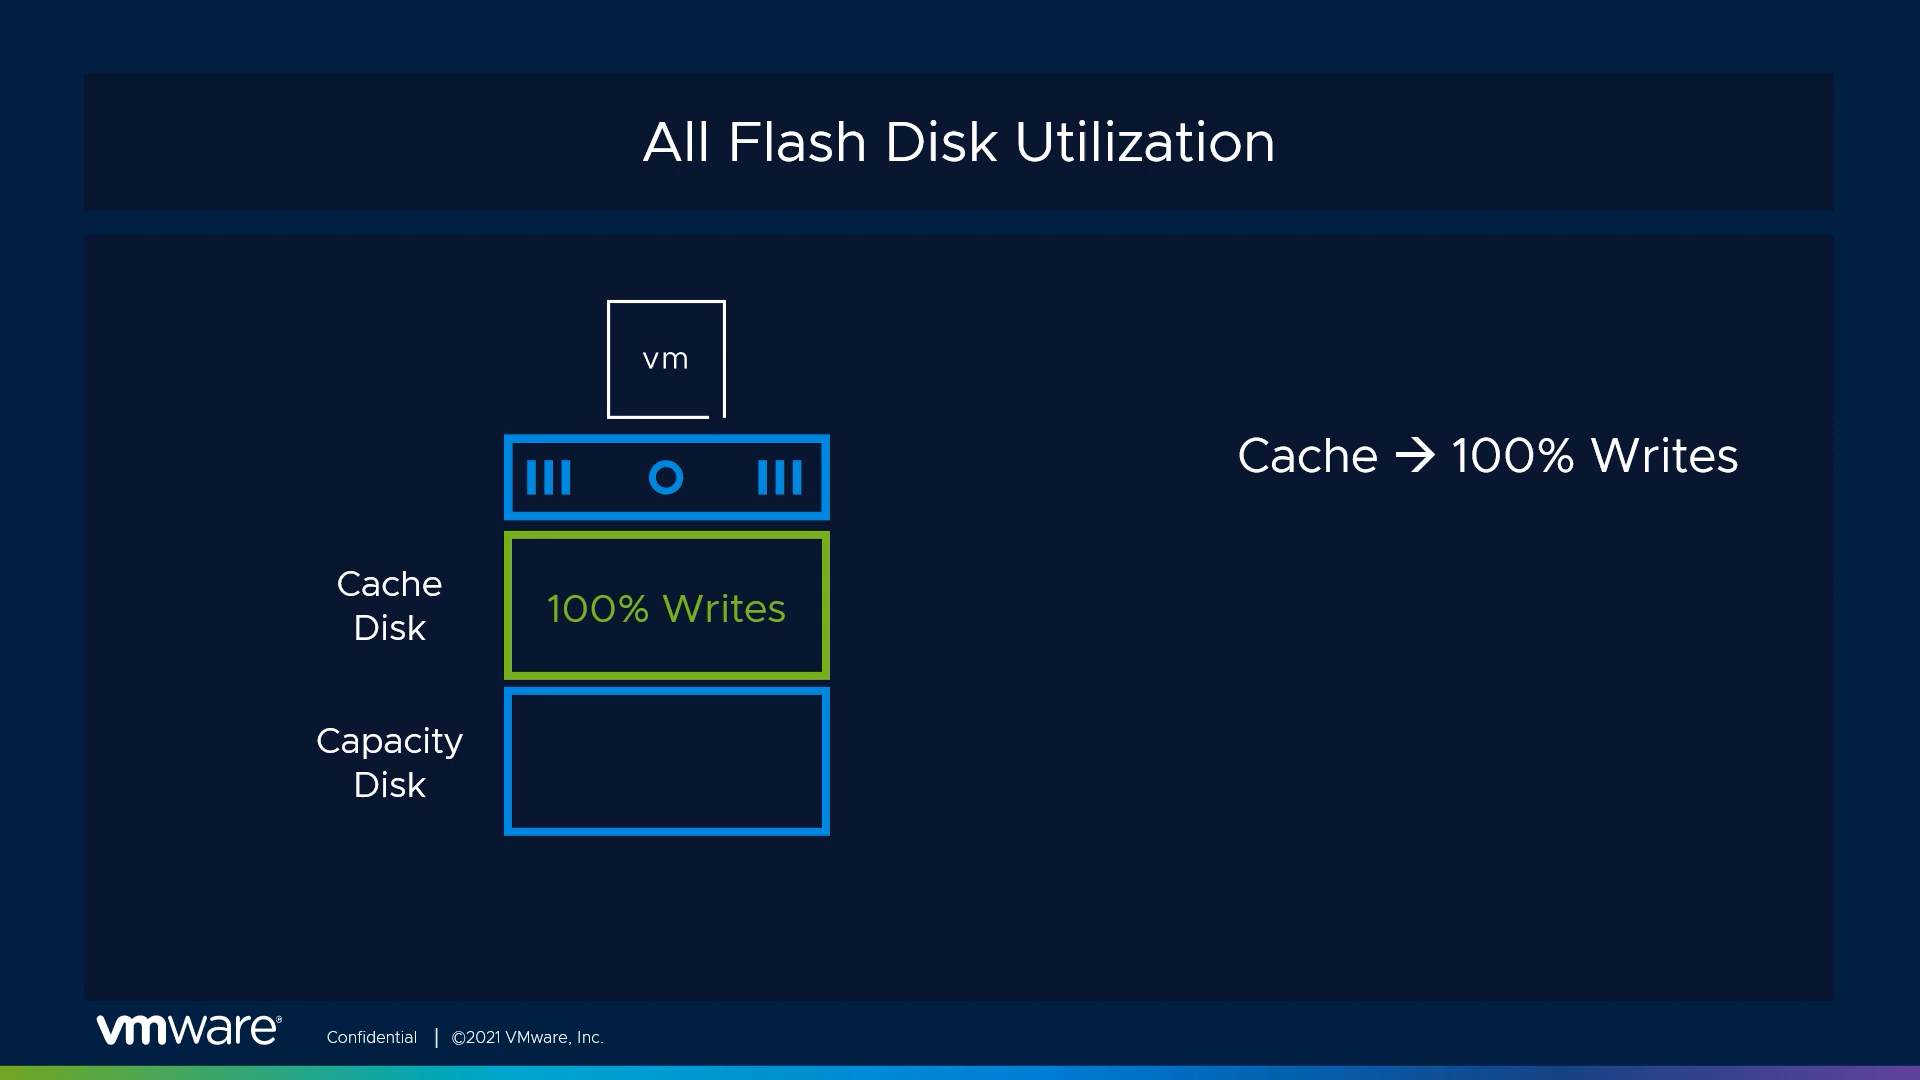 All Flash Disk Utilization
vm
Cache → 100% Writes
Cache
Disk
100% Writes
Capacity
Disk
vmware®
Confidential | ©2021 VMware, Inc.